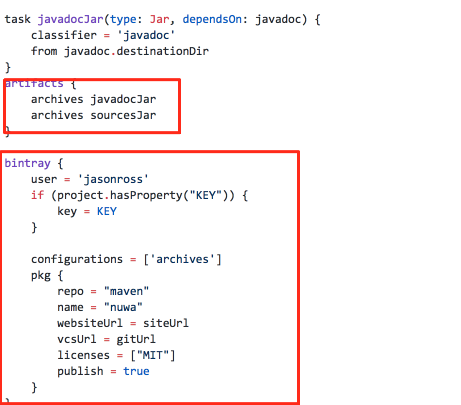 task javadocJar(type: Jar, dependsOn: javadoc) {
    classifier = 'javadoc'
    from javadoc.destinationDir
}
artifacts {
    archives javadocJar
    archives sourcesJar
}
bintray {
    user = 'jasonross'
    if (project.hasProperty("KEY")) {
        key = KEY
    }

    configurations = ['archives']
    pkg {
        repo = "maven"
        name = "nuwa"
        websiteUrl = siteUrl
        vcsUrl = gitUrl
        licenses = ["MIT"]
        publish = true
    }
}